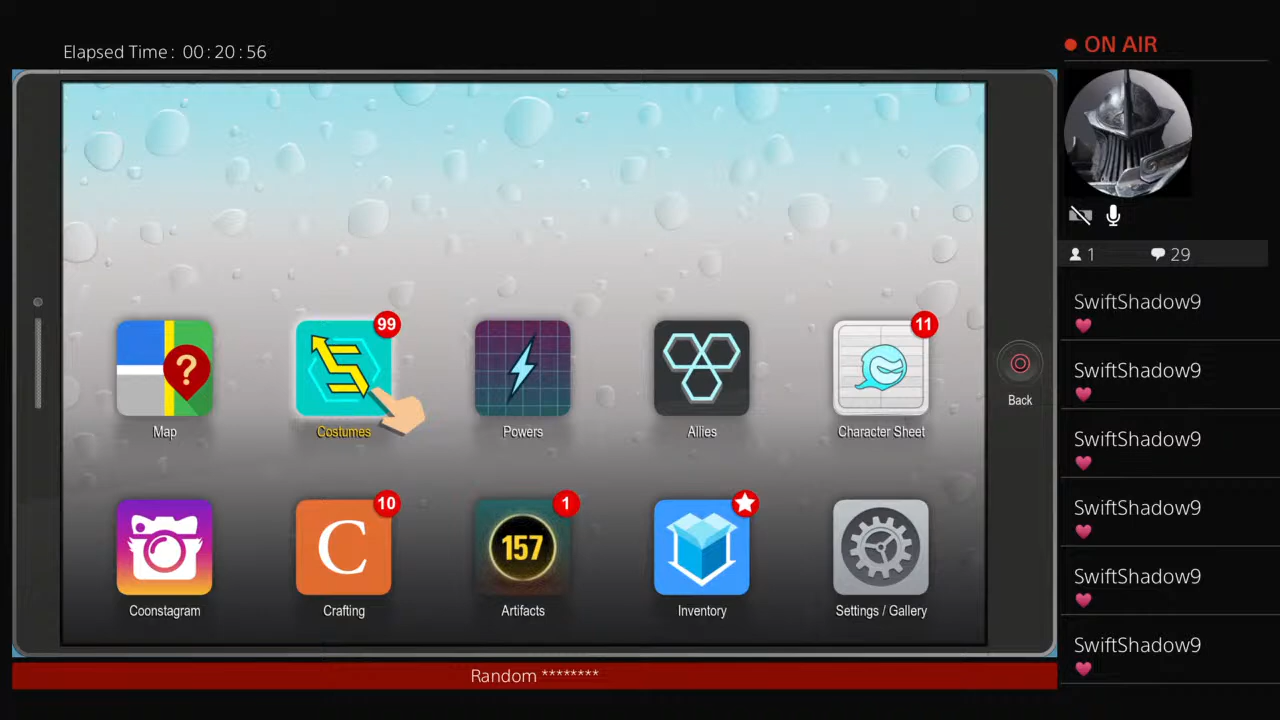 Elapsed Time: 00:20:56
ON AIR
1 29
SwiftShadow9
SwiftShadow9
SwiftShadow9
SwiftShadow9
SwiftShadow9
SwiftShadow9
?
99
11
Map
Costumes
Powers
Allies
Character Sheet
Back
C
10
157
1
Coonstagram
Crafting
Artifacts
Inventory
Settings / Gallery
Random ********